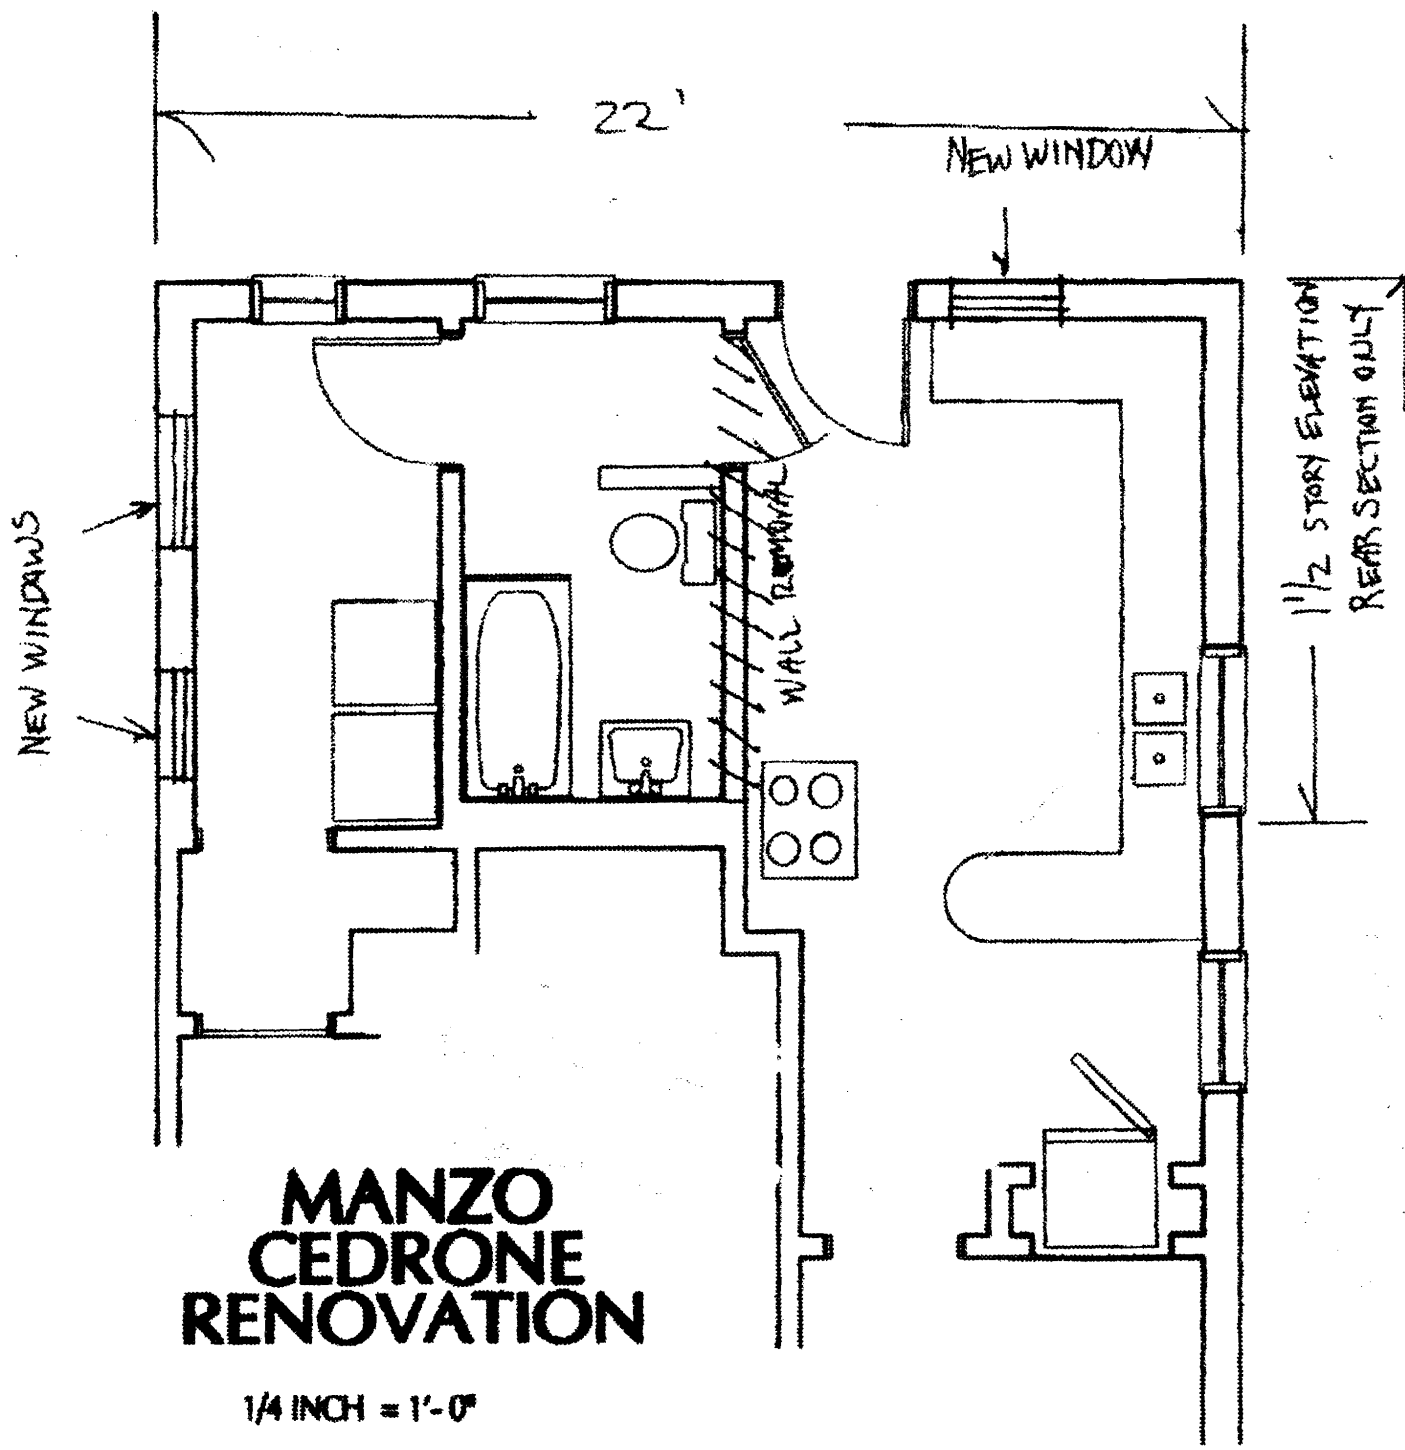 22'
NEW WINDOW
1 1/2 STORY ELEVATION
REAR SECTION ONLY
NEW WINDOWS
WALL REMOVAL
MANZO
CEDRONE
RENOVATION
1/4 INCH = 1'-0"